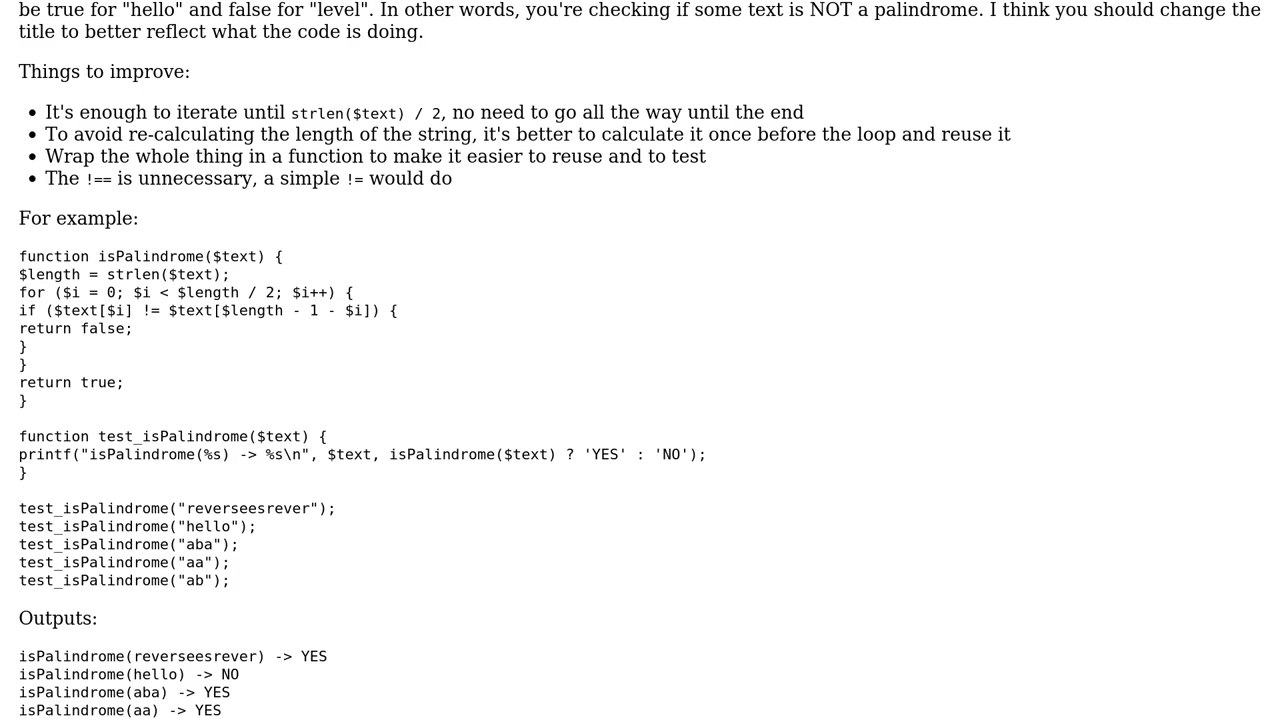 be true for "hello" and false for "level". In other words, you're checking if some text is NOT a palindrome. I think you should change the
title to better reflect what the code is doing.
Things to improve:
• It's enough to iterate until strlen($text) / 2, no need to go all the way until the end
• To avoid re-calculating the length of the string, it's better to calculate it once before the loop and reuse it
• Wrap the whole thing in a function to make it easier to reuse and to test
• The !== is unnecessary, a simple != would do
For example:
function isPalindrome($text) {
$length = strlen($text);
for ($i = 0; $i < $length / 2; $i++) {
if ($text[$i] != $text[$length - 1 - $i]) {
return false;
}
}
return true;
}
function test_isPalindrome($text) {
printf("isPalindrome(%s) -> %s\n", $text, isPalindrome($text) ? 'YES' : 'NO');
}
test_isPalindrome("reverseesrever");
test_isPalindrome("hello");
test_isPalindrome("aba");
test_isPalindrome("aa");
test_isPalindrome("ab");
Outputs:
isPalindrome(reverseesrever) -> YES
isPalindrome(hello) -> NO
isPalindrome(aba) -> YES
isPalindrome(aa) -> YES